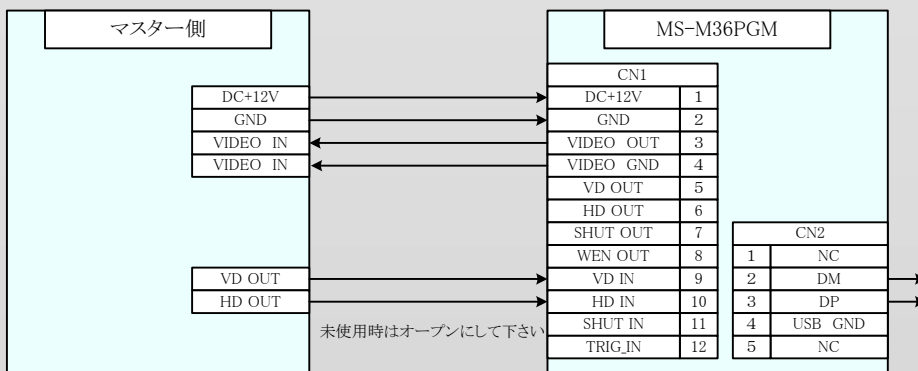 マスター側
MS-M36PGM
CN1
DC+12V
DC+12V 1
GND
GND 2
VIDEO IN
VIDEO OUT 3
VIDEO IN
VIDEO GND 4
VD OUT 5
HD OUT 6
SHUT OUT 7
CN2
WEN OUT 8
1 NC
VD OUT
VD IN 9
2 DM
HD OUT
HD IN 10
3 DP
未使用時はオープンにして下さい
SHUT IN 11
4 USB GND
TRIG_IN 12
5 NC